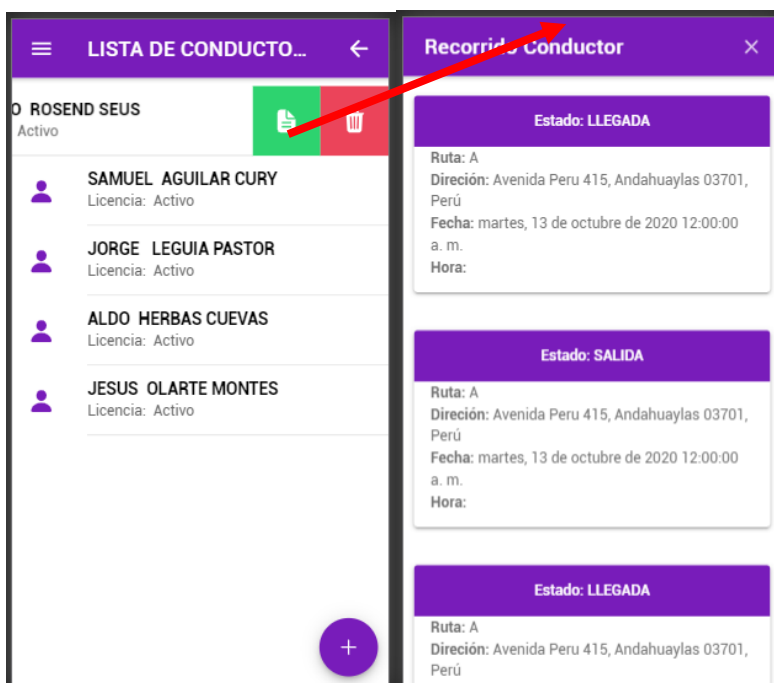 LISTA DE CONDUCTO...
O ROSEND SEUS
Activo
SAMUEL AGUILAR CURY
Licencia: Activo
JORGE LEGUIA PASTOR
Licencia: Activo
ALDO HERBAS CUEVAS
Licencia: Activo
JESUS OLARTE MONTES
Licencia: Activo
+
Recorrido Conductor
Estado: LLEGADA
Ruta: A
Direción: Avenida Peru 415, Andahuaylas 03701,
Perú
Fecha: martes, 13 de octubre de 2020 12:00:00
a. m.
Hora:
Estado: SALIDA
Ruta: A
Direción: Avenida Peru 415, Andahuaylas 03701,
Perú
Fecha: martes, 13 de octubre de 2020 12:00:00
a. m.
Hora:
Estado: LLEGADA
Ruta: A
Direción: Avenida Peru 415, Andahuaylas 03701,
Perú